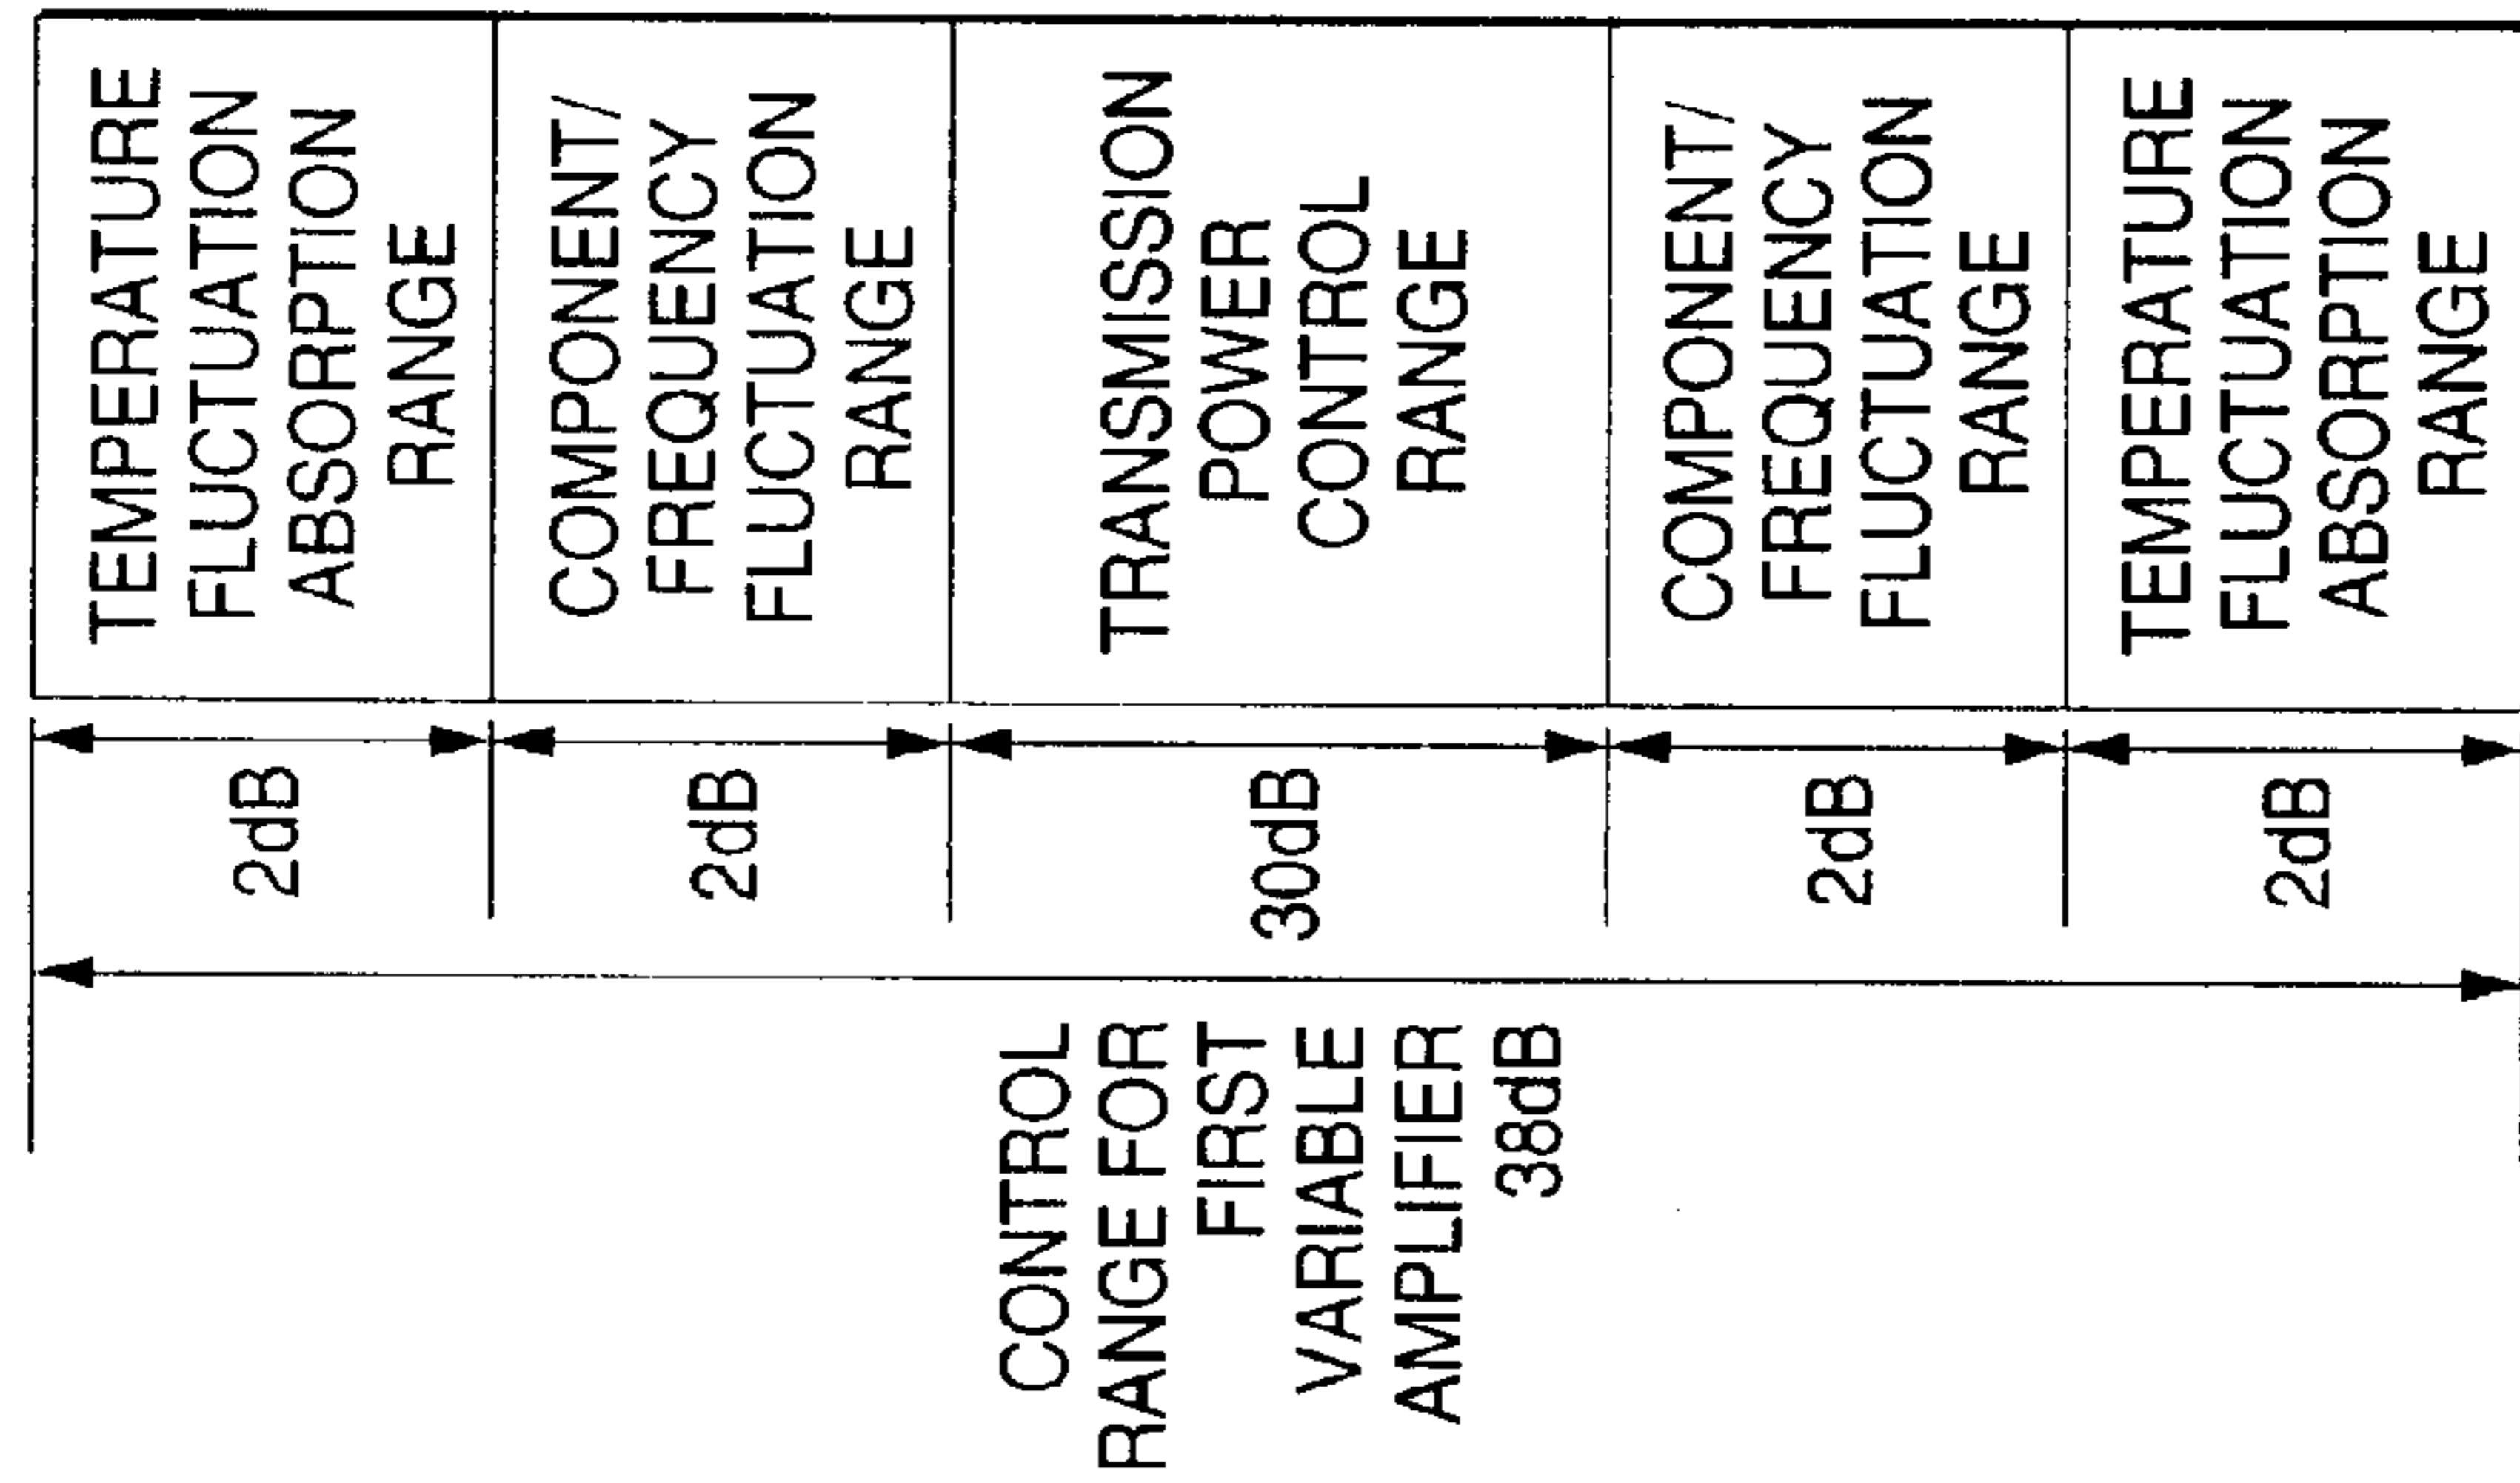 TEMPERATURE
FLUCTUATION
ABSORPTION
RANGE
COMPONENT/
FREQUENCY
FLUCTUATION
RANGE
TRANSMISSION
POWER
CONTROL
RANGE
COMPONENT/
FREQUENCY
FLUCTUATION
RANGE
TEMPERATURE
FLUCTUATION
ABSORPTION
RANGE
2dB
2dB
30dB
2dB
2dB
CONTROL
RANGE FOR
FIRST
VARIABLE
AMPLIFIER
38dB